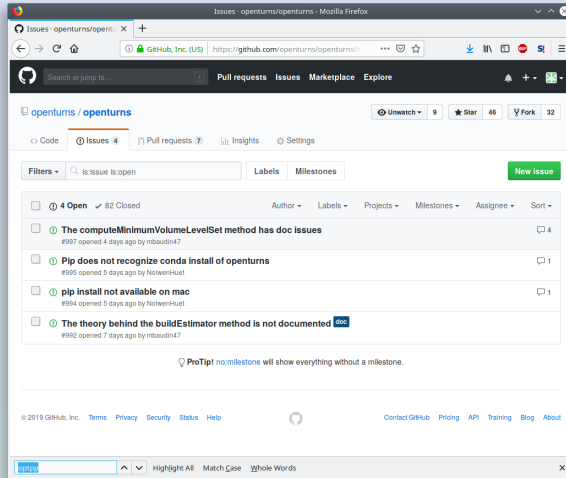 Issues · openturns/openturns - Mozilla Firefox
Issues · openturns/opentu
GitHub, Inc. (US) https://github.com/openturns/openturns/
Search or jump to... Pull requests Issues Marketplace Explore
openturns / openturns Unwatch 9 Star 46 Fork 32
Code Issues 4 Pull requests 7 Insights Settings
Filters is:issue is:open Labels Milestones New issue
4 Open 82 Closed Author Labels Projects Milestones Assignee Sort
The computeMinimumVolumeLevelSet method has doc issues 4
#997 opened 4 days ago by mbaudin47
Pip does not recognize conda install of openturns 1
#995 opened 5 days ago by NolwenHuet
pip install not available on mac 1
#994 opened 5 days ago by NolwenHuet
The theory behind the buildEstimator method is not documented doc
#992 opened 7 days ago by mbaudin47
ProTip! no:milestone will show everything without a milestone.
© 2019 GitHub, Inc. Terms Privacy Security Status Help Contact GitHub Pricing API Training Blog About
Highlight All Match Case Whole Words